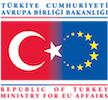 TÜRKİYE CUMHURİYETİ
AVRUPA BİRLİĞİ BAKANLIĞI
REPUBLIC OF TURKEY
MINISTRY FOR EU AFFAIRS